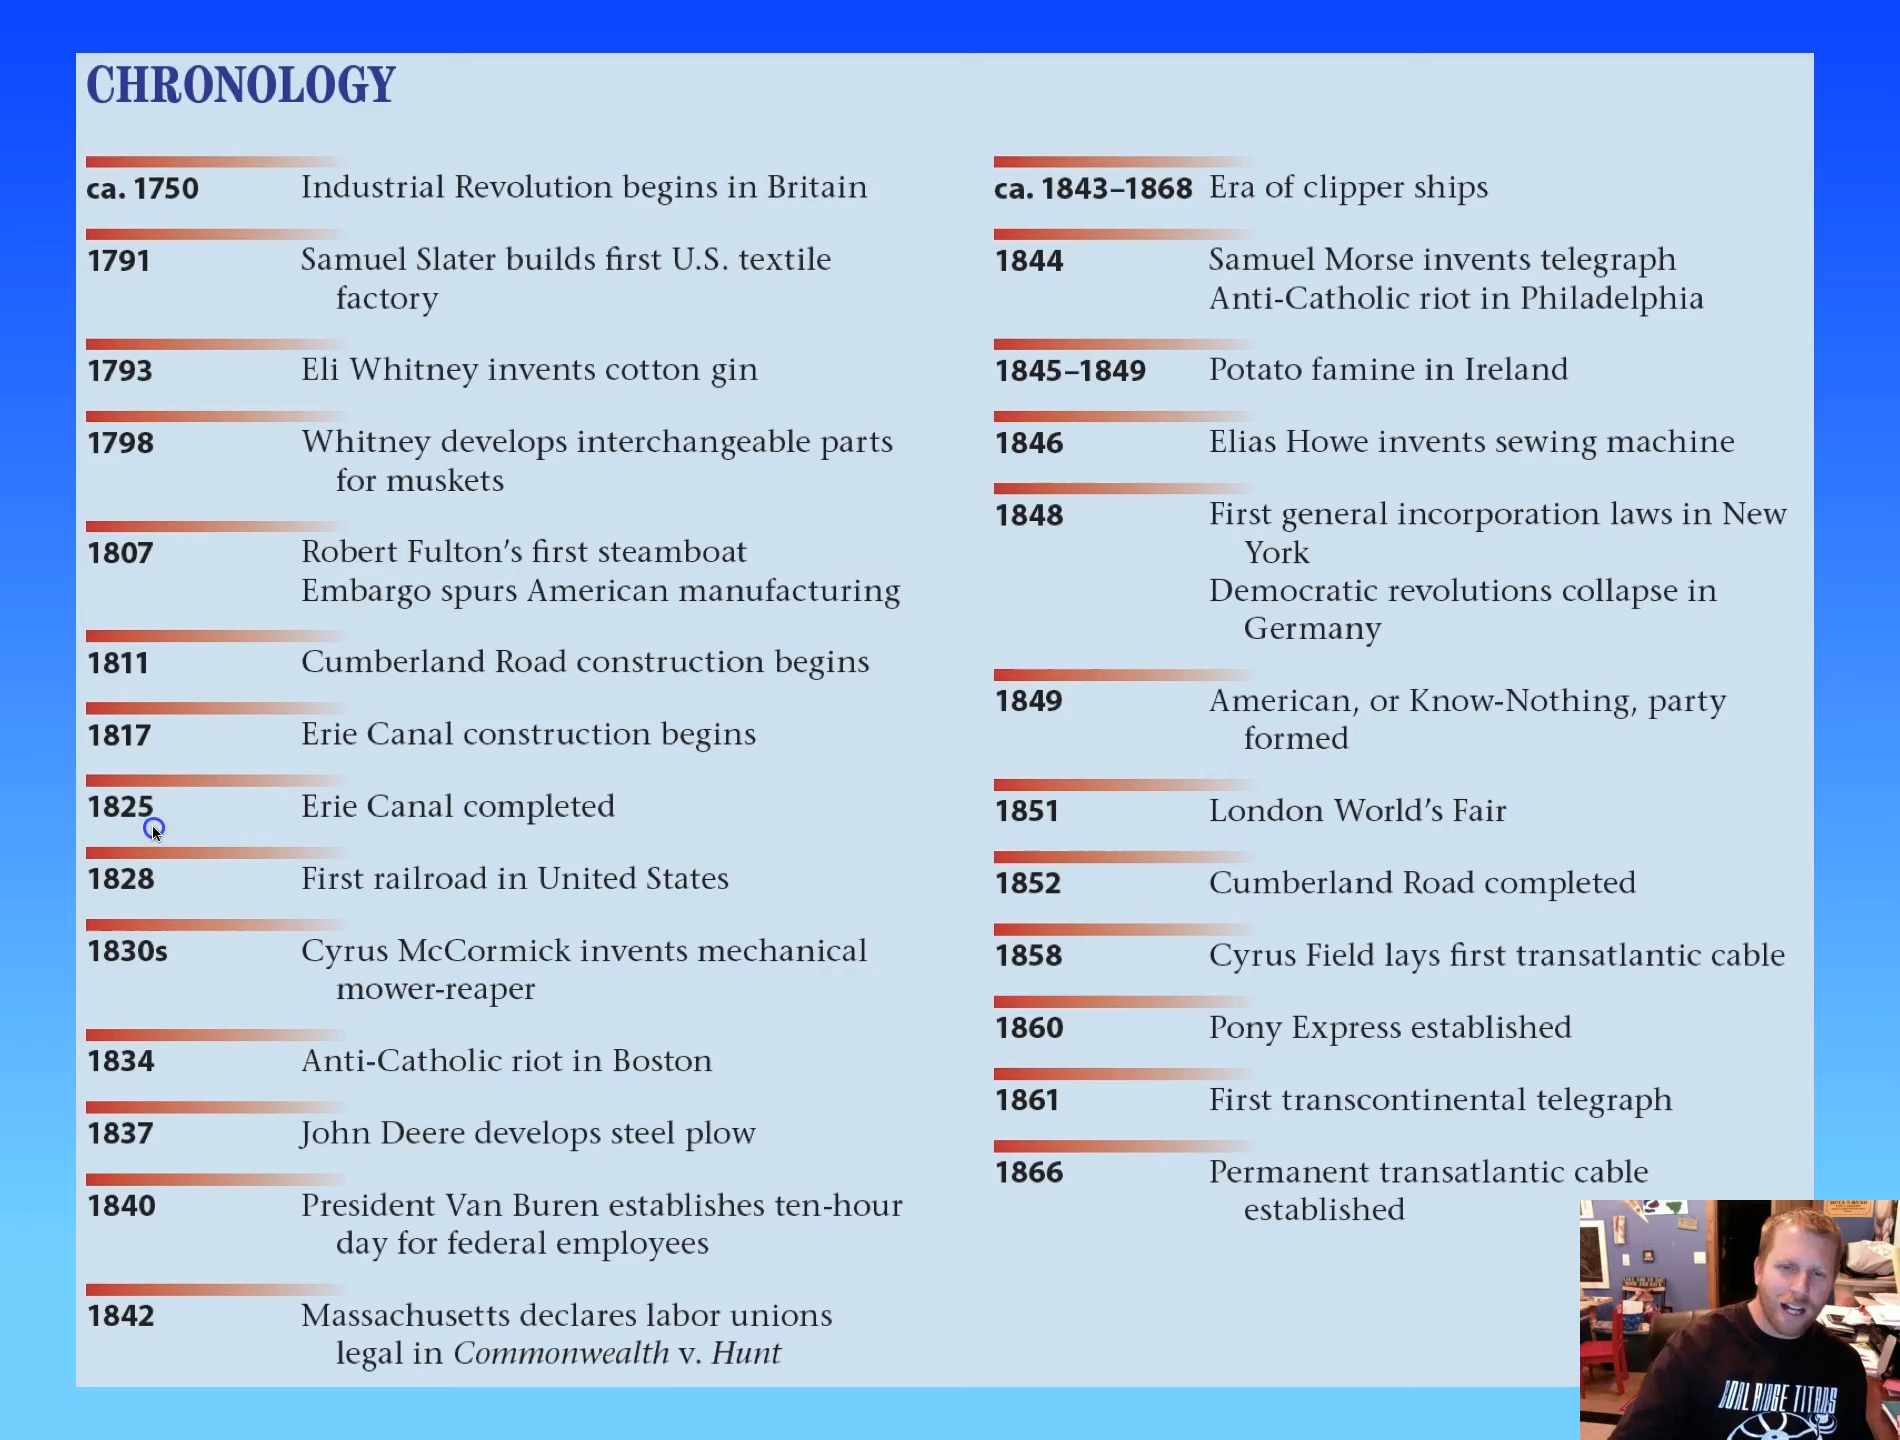 CHRONOLOGY
ca. 1750 Industrial Revolution begins in Britain
1791 Samuel Slater builds first U.S. textile
factory
1793 Eli Whitney invents cotton gin
1798 Whitney develops interchangeable parts
for muskets
1807 Robert Fulton’s first steamboat
Embargo spurs American manufacturing
1811 Cumberland Road construction begins
1817 Erie Canal construction begins
1825 Erie Canal completed
1828 First railroad in United States
1830s Cyrus McCormick invents mechanical
mower-reaper
1834 Anti-Catholic riot in Boston
1837 John Deere develops steel plow
1840 President Van Buren establishes ten-hour
day for federal employees
1842 Massachusetts declares labor unions
legal in Commonwealth v. Hunt
ca. 1843–1868 Era of clipper ships
1844 Samuel Morse invents telegraph
Anti-Catholic riot in Philadelphia
1845–1849 Potato famine in Ireland
1846 Elias Howe invents sewing machine
1848 First general incorporation laws in New
York
Democratic revolutions collapse in
Germany
1849 American, or Know-Nothing, party
formed
1851 London World’s Fair
1852 Cumberland Road completed
1858 Cyrus Field lays first transatlantic cable
1860 Pony Express established
1861 First transcontinental telegraph
1866 Permanent transatlantic cable
established
RIDGE TITANS